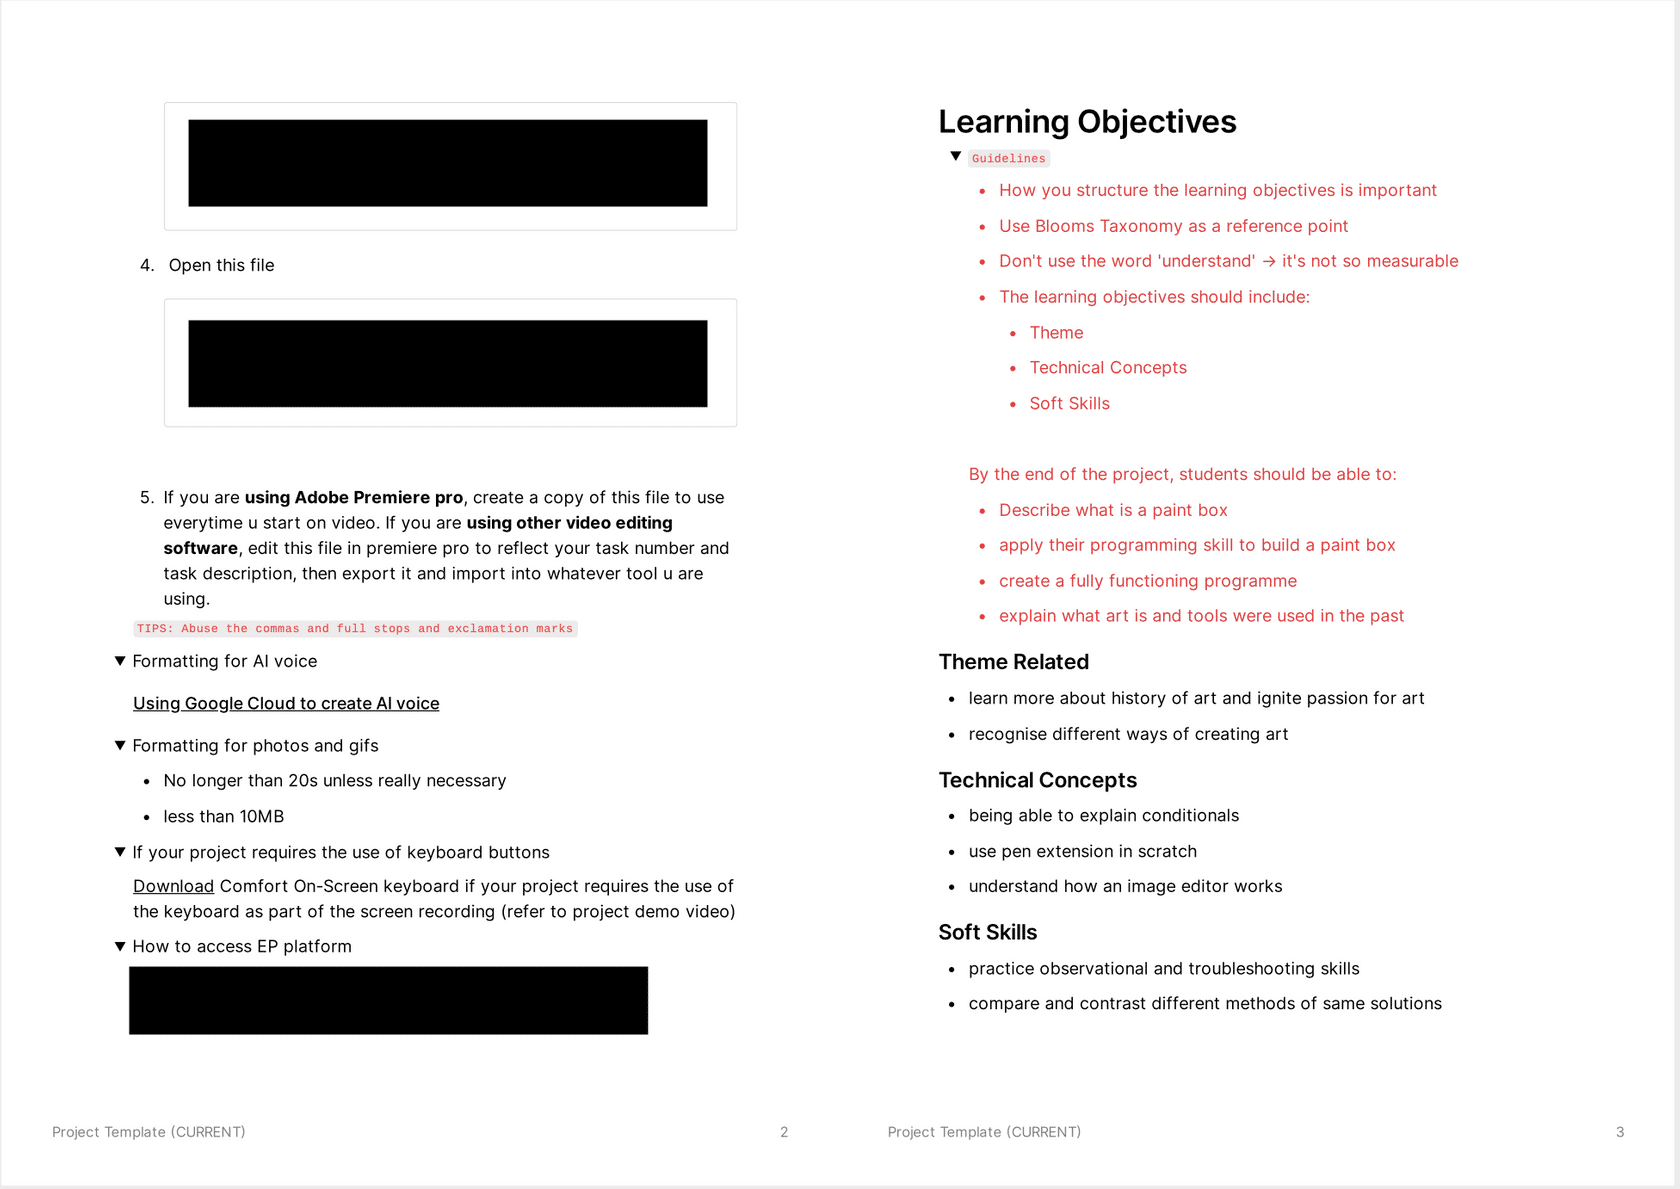 4. Open this file
5. If you are using Adobe Premiere pro, create a copy of this file to use
everytime u start on video. If you are using other video editing
software, edit this file in premiere pro to reflect your task number and
task description, then export it and import into whatever tool u are
using.
TIPS: Abuse the commas and full stops and exclamation marks
▼ Formatting for AI voice
Using Google Cloud to create AI voice
▼ Formatting for photos and gifs
• No longer than 20s unless really necessary
• less than 10MB
▼ If your project requires the use of keyboard buttons
Download Comfort On-Screen keyboard if your project requires the use of
the keyboard as part of the screen recording (refer to project demo video)
▼ How to access EP platform
Project Template (CURRENT) 2
Learning Objectives
▼ Guidelines
• How you structure the learning objectives is important
• Use Blooms Taxonomy as a reference point
• Don't use the word 'understand' → it's not so measurable
• The learning objectives should include:
• Theme
• Technical Concepts
• Soft Skills
By the end of the project, students should be able to:
• Describe what is a paint box
• apply their programming skill to build a paint box
• create a fully functioning programme
• explain what art is and tools were used in the past
Theme Related
• learn more about history of art and ignite passion for art
• recognise different ways of creating art
Technical Concepts
• being able to explain conditionals
• use pen extension in scratch
• understand how an image editor works
Soft Skills
• practice observational and troubleshooting skills
• compare and contrast different methods of same solutions
Project Template (CURRENT) 3